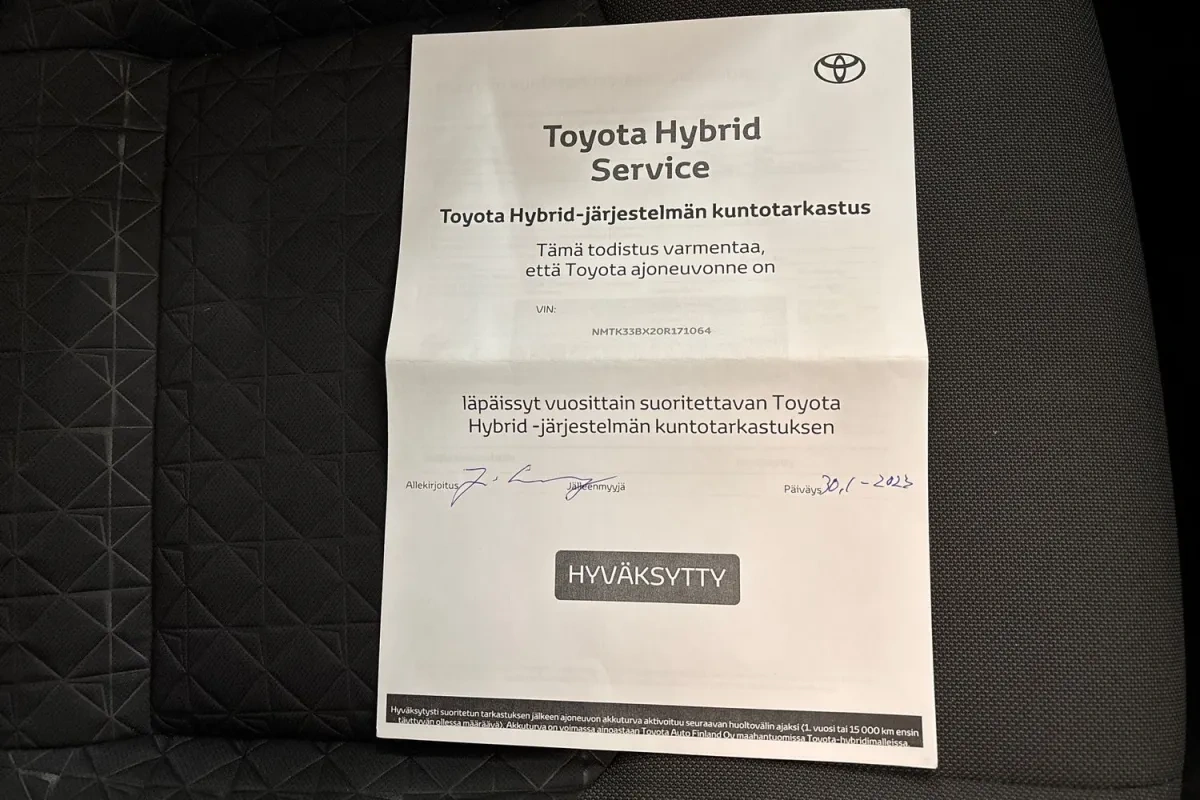 Toyota Hybrid
Service
Toyota Hybrid-järjestelmän kuntotarkastus
Tämä todistus varmentaa,
että Toyota ajoneuvonne on
VIN:
NMTK33BX20R171064
läpäissyt vuosittain suoritettavan Toyota
Hybrid -järjestelmän kuntotarkastuksen
Allekirjoitus Jälleenmyyjä Päiväys 30,1-2023
HYVÄKSYTTY
Hyväksytysti suoritetun tarkastuksen jälkeen ajoneuvon akkuturva aktivoituu seuraavan huoltovälin ajaksi (1. vuosi tai 15 000 km ensin
täyttyvän ollessa määräävä). Akkuturva on voimassa ainoastaan Toyota Auto Finland Oy maahantuomissa Toyota-hybridimalleissa.